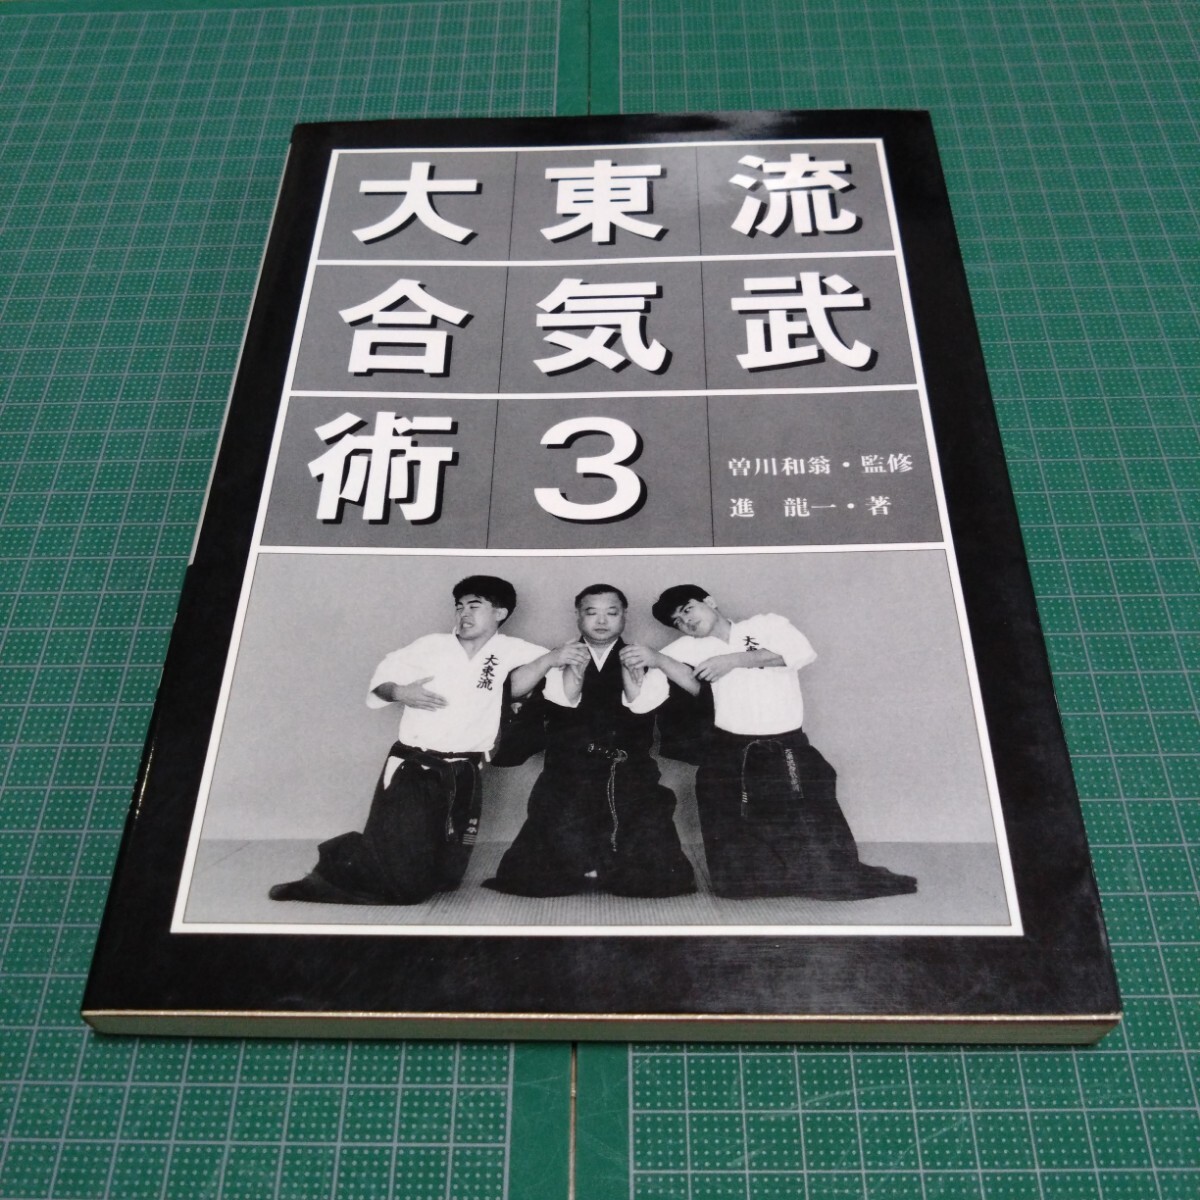 大東流
合気武
術3
曽川和翁・監修
進 龍一・著
大東流
大東